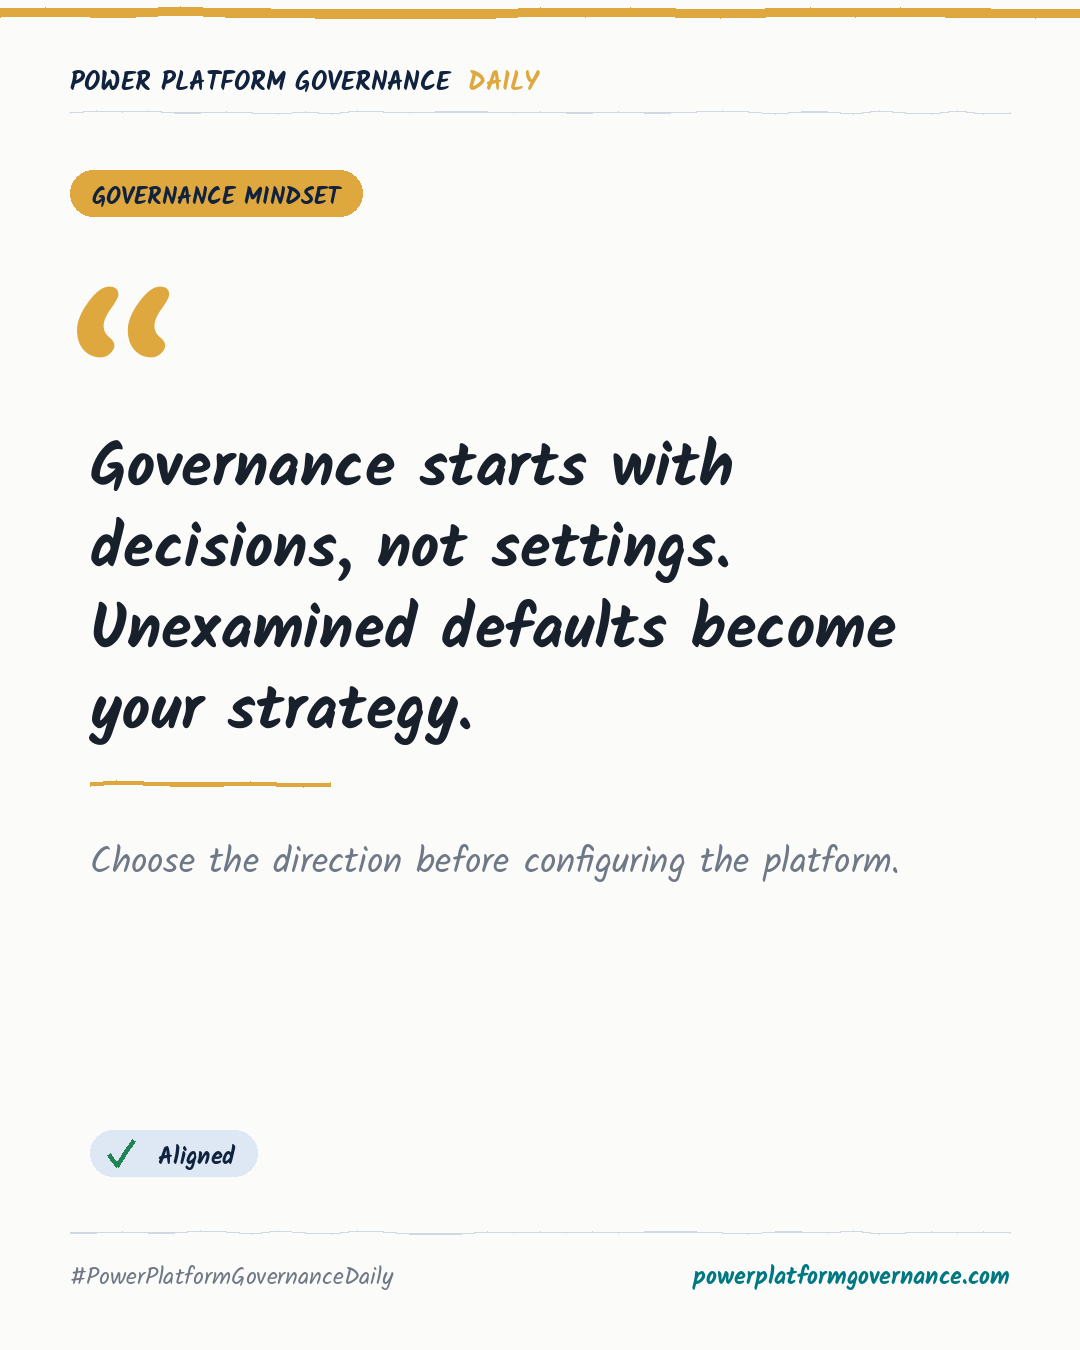 POWER PLATFORM GOVERNANCE DAILY
GOVERNANCE MINDSET
“
Governance starts with
decisions, not settings.
Unexamined defaults become
your strategy.
Choose the direction before configuring the platform.
✓ Aligned
#PowerPlatformGovernanceDaily
powerplatformgovernance.com